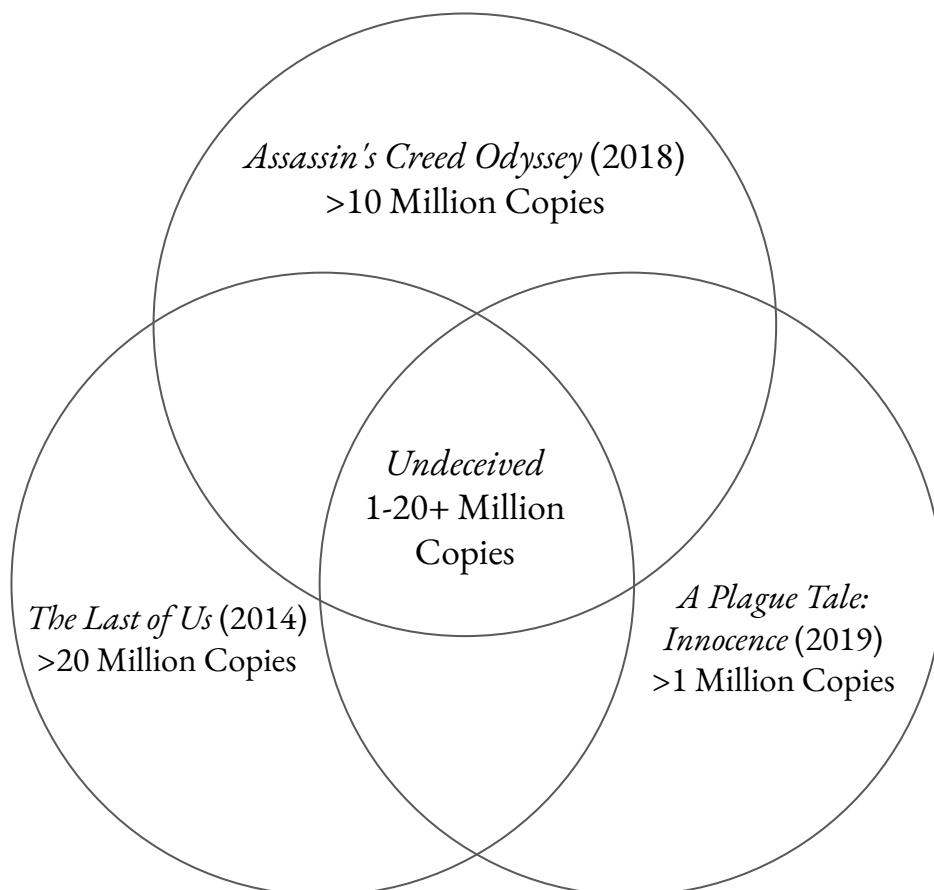 Assassin's Creed Odyssey (2018)
>10 Million Copies
Undeceived
1-20+ Million
Copies
The Last of Us (2014)
>20 Million Copies
A Plague Tale:
Innocence (2019)
>1 Million Copies